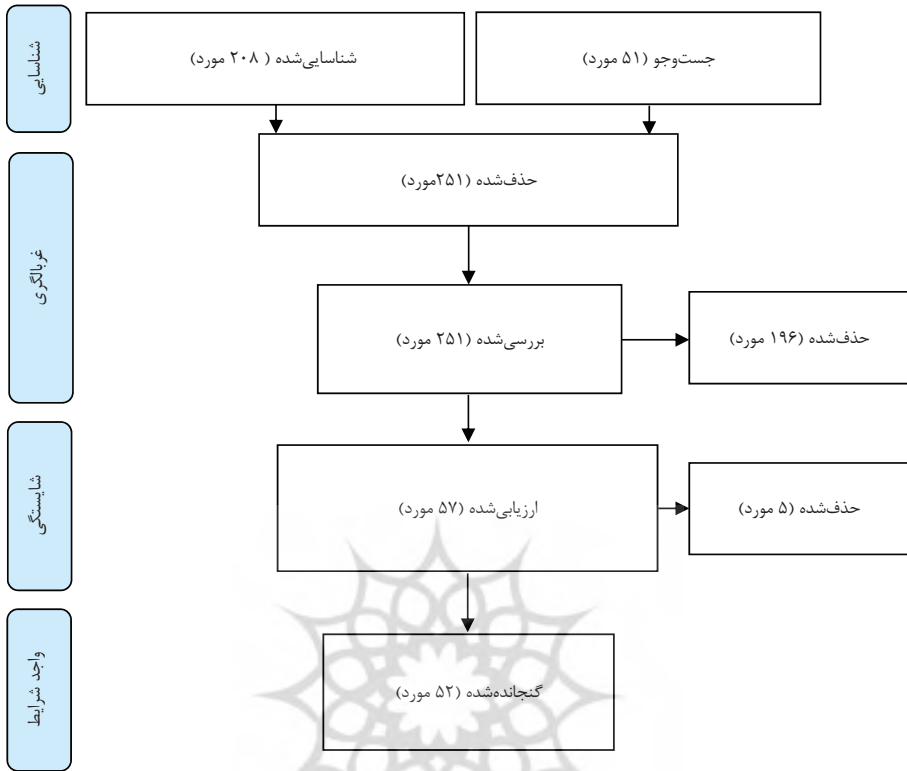 شناسایی
جست‌وجو (۵۱ مورد)
شناسایی‌شده ( ۲۰۸ مورد)
غربالگری
حذف‌شده (۲۵۱مورد)
بررسی‌شده (۲۵۱ مورد)
حذف‌شده (۱۹۶ مورد)
شایستگی
ارزیابی‌شده (۵۷ مورد)
حذف‌شده (۵ مورد)
واجد شرایط
گنجانده‌شده (۵۲ مورد)